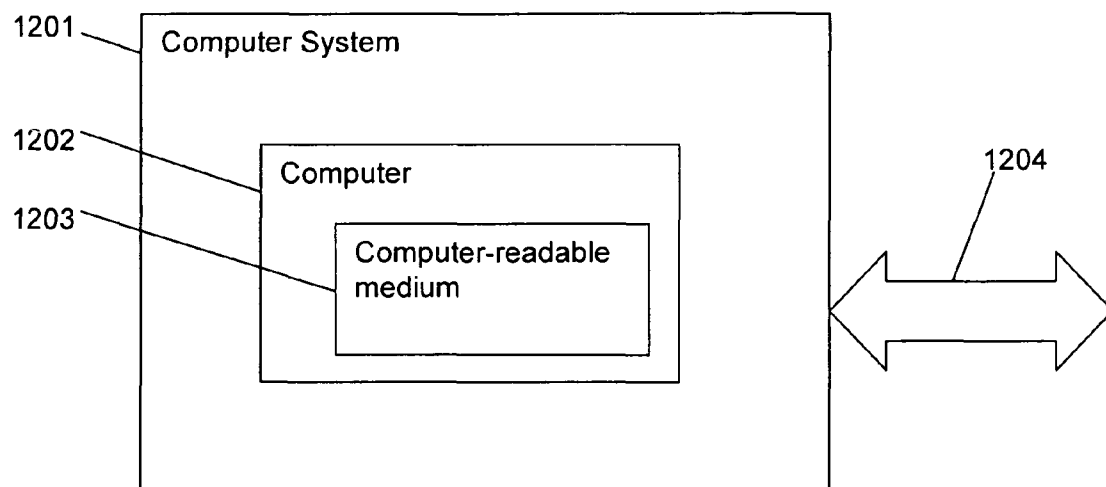 1201
Computer System
1202
Computer
1203
Computer-readable
medium
1204